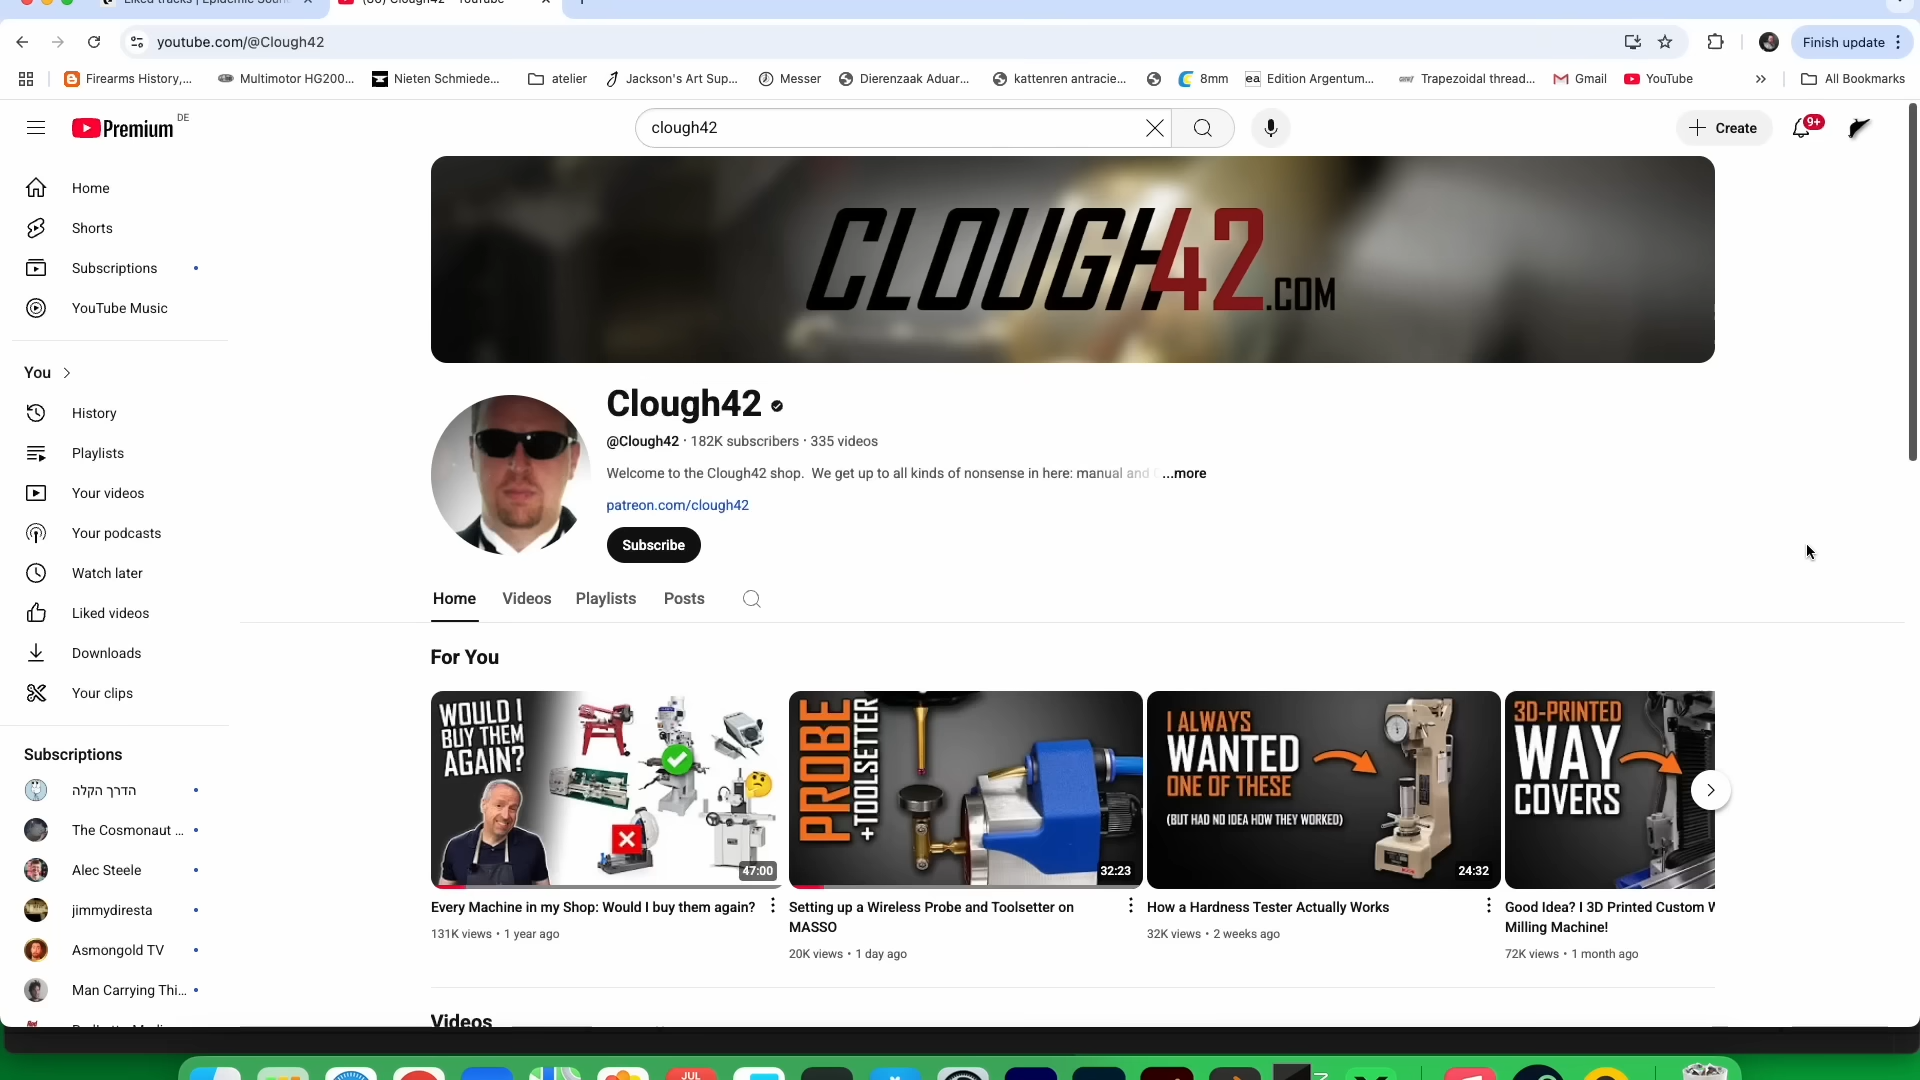 Liked tracks | Epidemic Sound
Clough42 - YouTube
youtube.com/@Clough42
Finish update
Firearms History,...
Multimotor HG200...
Nieten Schmiede...
atelier
Jackson's Art Sup...
Messer
Dierenzaak Aduar...
kattenren antracie...
8mm
ea Edition Argentum...
Trapezoidal thread...
Gmail
YouTube
All Bookmarks
Premium DE
clough42
Create
9+
Home
Shorts
Subscriptions
YouTube Music
You
History
Playlists
Your videos
Your podcasts
Watch later
Liked videos
Downloads
Your clips
Subscriptions
הדרך הקלה
The Cosmonaut ...
Alec Steele
jimmydiresta
Asmongold TV
Man Carrying Thi...
CLOUGH42.COM
Clough42
@Clough42 · 182K subscribers · 335 videos
Welcome to the Clough42 shop. We get up to all kinds of nonsense in here: manual and ...more
patreon.com/clough42
Subscribe
Home Videos Playlists Posts
For You
WOULD I
BUY THEM
AGAIN?
47:00
Every Machine in my Shop: Would I buy them again?
131K views • 1 year ago
PROBE
+TOOLSETTER
32:23
Setting up a Wireless Probe and Toolsetter on
MASSO
20K views • 1 day ago
I ALWAYS
WANTED
ONE OF THESE
(BUT HAD NO IDEA HOW THEY WORKED)
24:32
How a Hardness Tester Actually Works
32K views • 2 weeks ago
3D-PRINTED
WAY
COVERS
Good Idea? I 3D Printed Custom W
Milling Machine!
72K views • 1 month ago
Videos
JUL